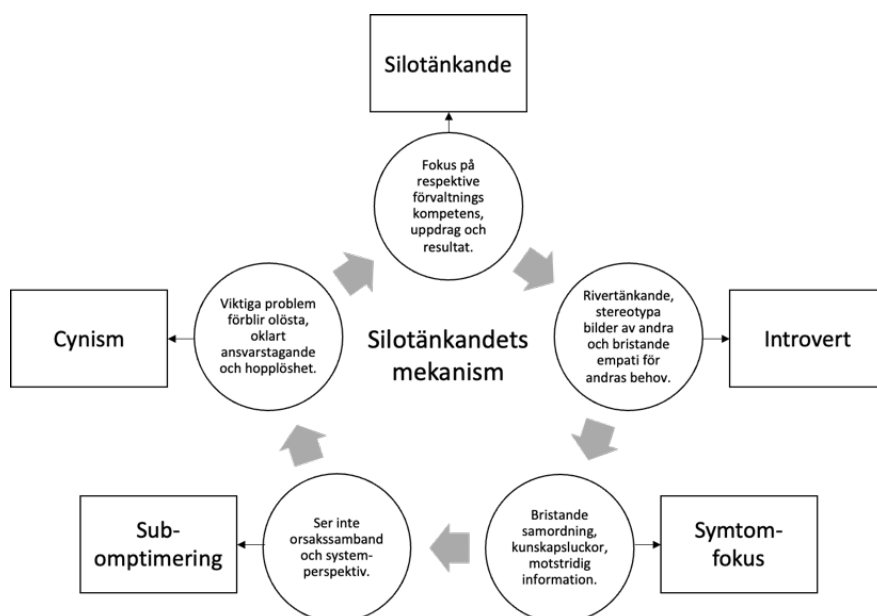 Silotänkande
Fokus på
respektive
förvaltnings
kompetens,
uppdrag och
resultat.
Rivertänkande,
stereotypa
bilder av andra
och bristande
empati för
andras behov.
Introvert
Bristande
samordning,
kunskapsluckor,
motstridig
information.
Symtom-
fokus
Ser inte
orsakssamband
och system-
perspektiv.
Sub-
omptimering
Viktiga problem
förblir olösta,
oklart
ansvarstagande
och hopplöshet.
Cynism
Silotänkandets
mekanism